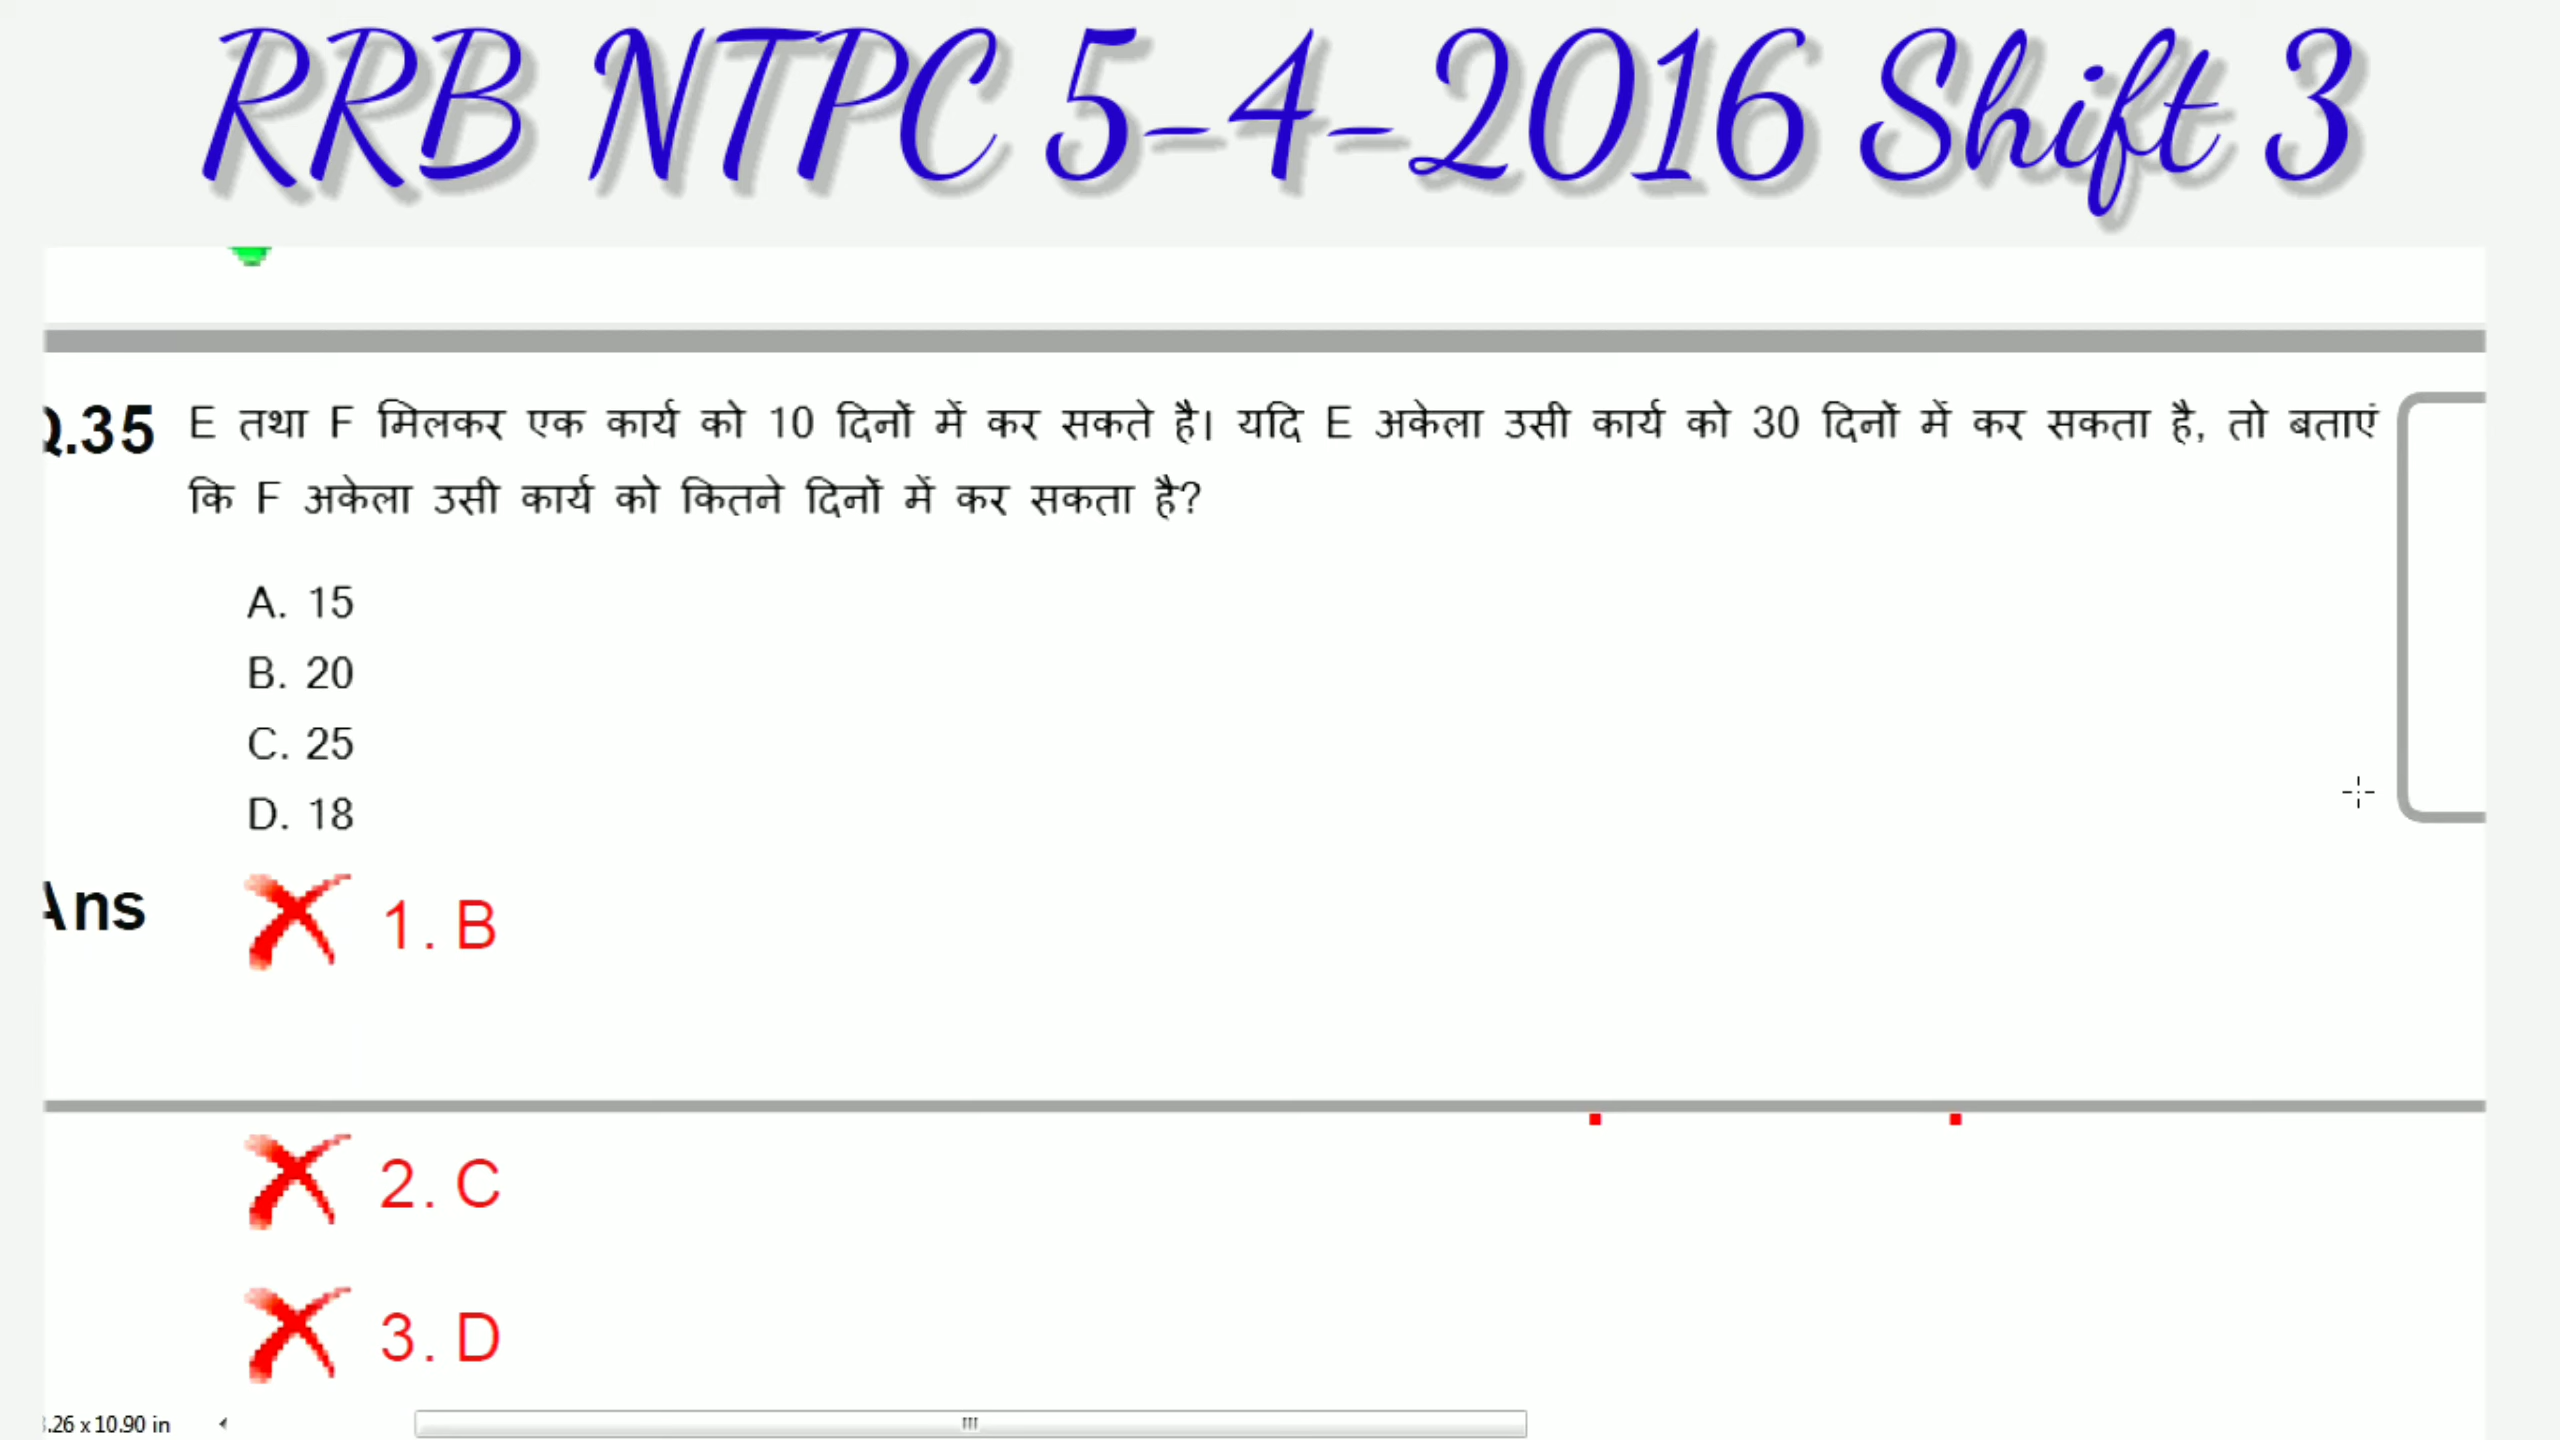 RRB NTPC 5-4-2016 Shift 3
Q.35 E तथा F मिलकर एक कार्य को 10 दिनों में कर सकते है। यदि E अकेला उसी कार्य को 30 दिनों में कर सकता है, तो बताएं
कि F अकेला उसी कार्य को कितने दिनों में कर सकता है?
A. 15
B. 20
C. 25
D. 18
Ans 1. B
2. C
3. D
.26 x 10.90 in